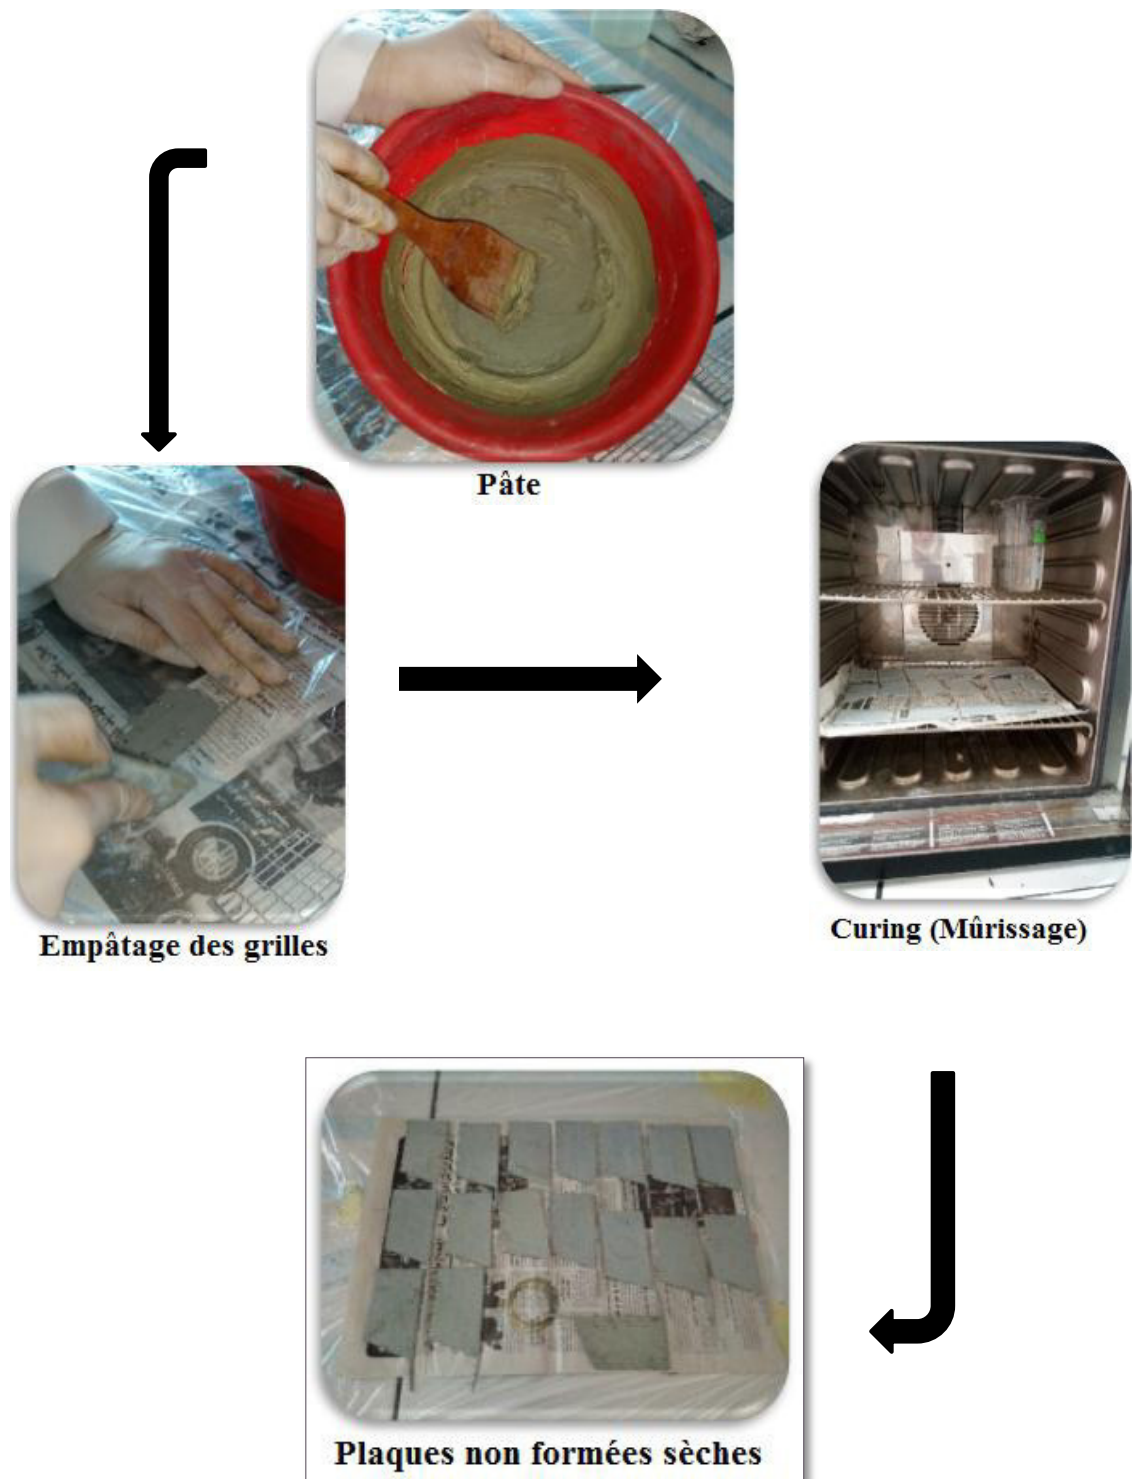 Pâte
Empâtage des grilles
Curing (Mûrissage)
Plaques non formées sèches